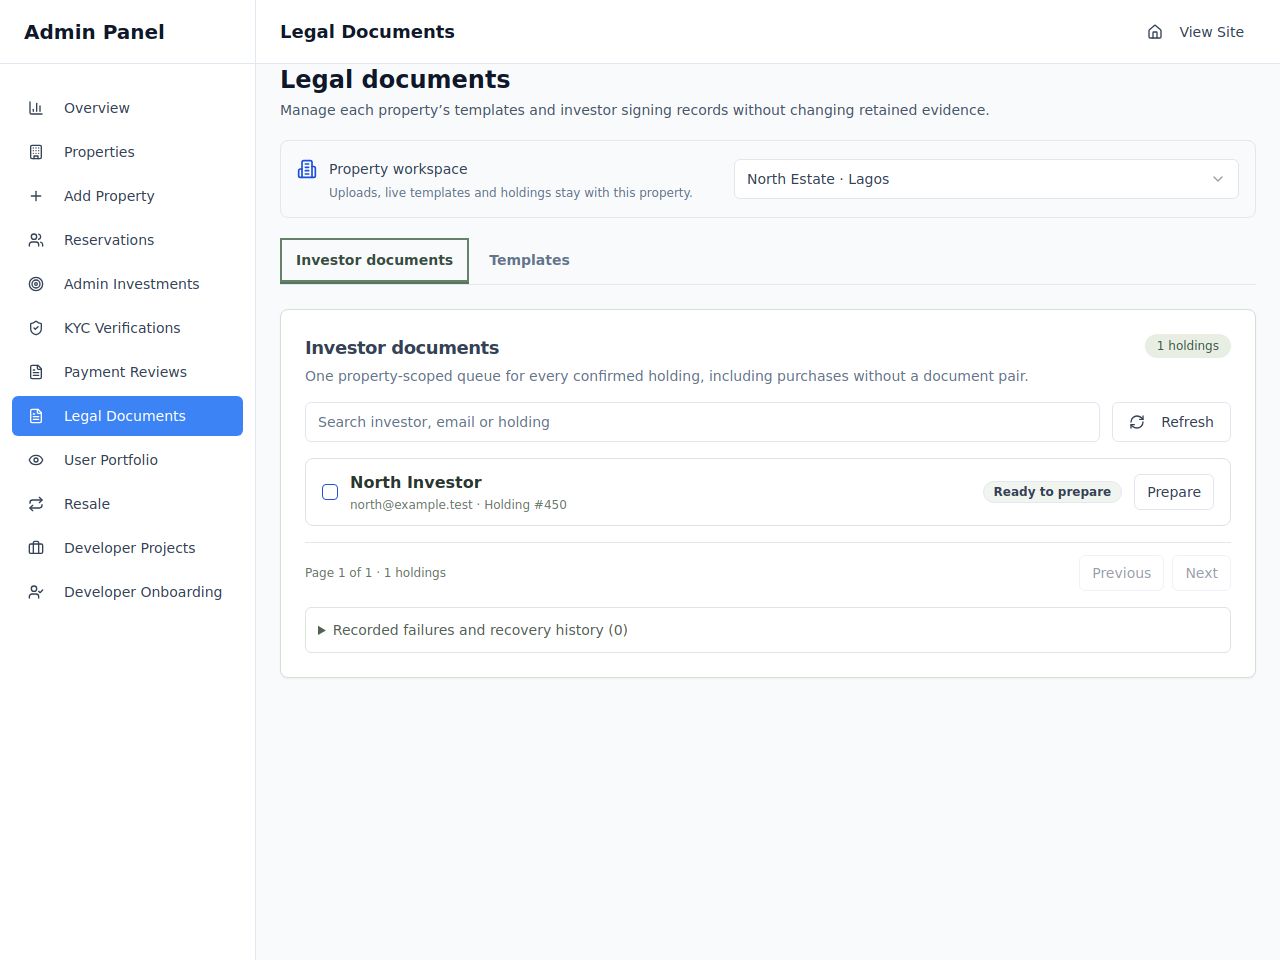 Admin Panel
Legal Documents
View Site
Overview
Properties
Add Property
Reservations
Admin Investments
KYC Verifications
Payment Reviews
Legal Documents
User Portfolio
Resale
Developer Projects
Developer Onboarding
Legal documents
Manage each property’s templates and investor signing records without changing retained evidence.
Property workspace
Uploads, live templates and holdings stay with this property.
North Estate · Lagos
Investor documents
Templates
Investor documents
1 holdings
One property-scoped queue for every confirmed holding, including purchases without a document pair.
Search investor, email or holding
Refresh
North Investor
north@example.test · Holding #450
Ready to prepare
Prepare
Page 1 of 1 · 1 holdings
Previous
Next
Recorded failures and recovery history (0)